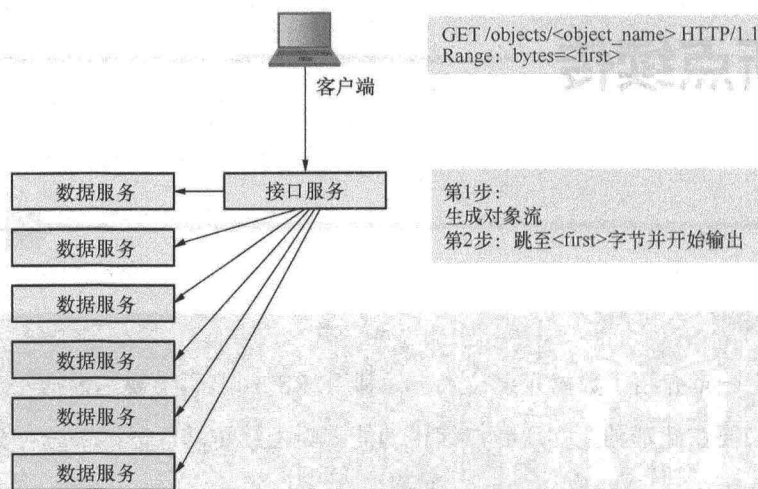 GET /objects/<object_name> HTTP/1.1
Range: bytes=<first>
客户端
数据服务
接口服务
第1步:
生成对象流
第2步: 跳至<first>字节并开始输出
数据服务
数据服务
数据服务
数据服务
数据服务